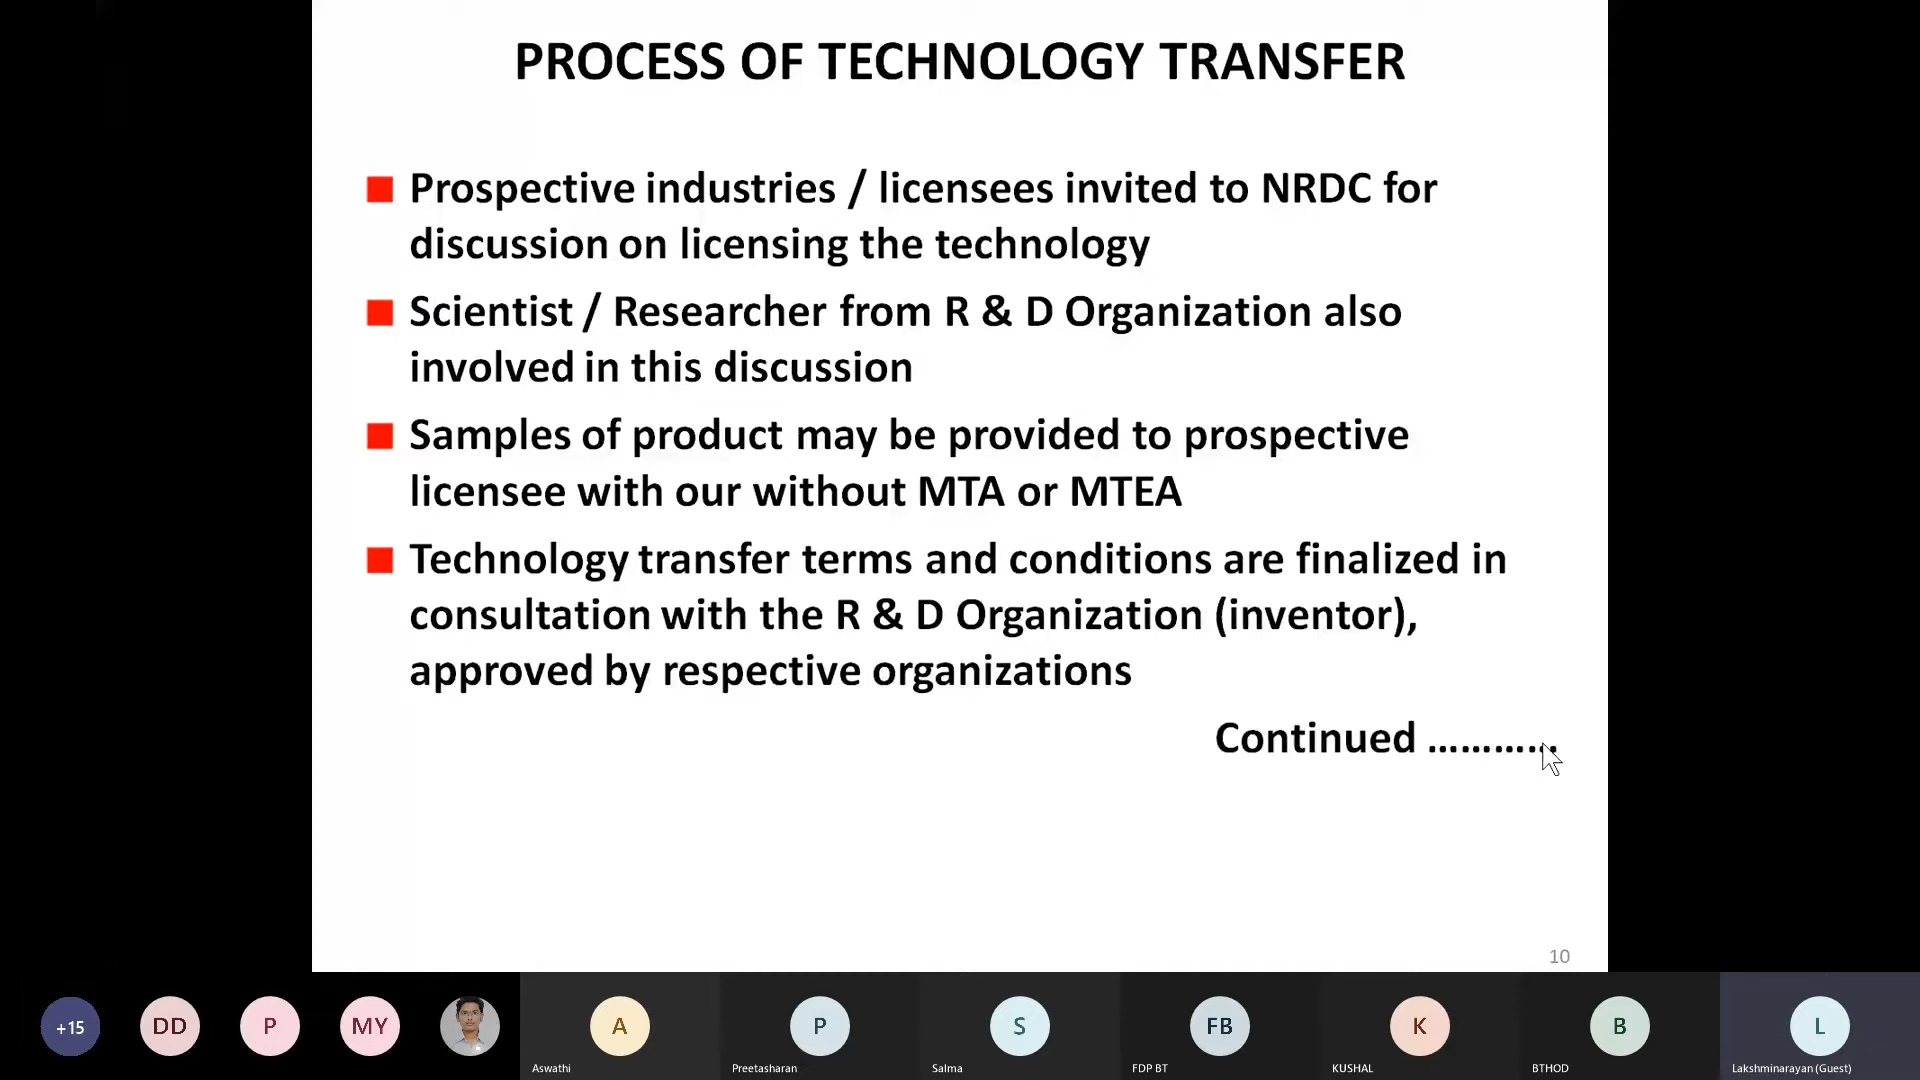 PROCESS OF TECHNOLOGY TRANSFER
Prospective industries / licensees invited to NRDC for
discussion on licensing the technology
Scientist / Researcher from R & D Organization also
involved in this discussion
Samples of product may be provided to prospective
licensee with our without MTA or MTEA
Technology transfer terms and conditions are finalized in
consultation with the R & D Organization (inventor),
approved by respective organizations
Continued ............
10
+15 DD P MY A P S FB K B L
Aswathi Preetasharan Salma FDP BT KUSHAL BTHOD Lakshminarayan (Guest)